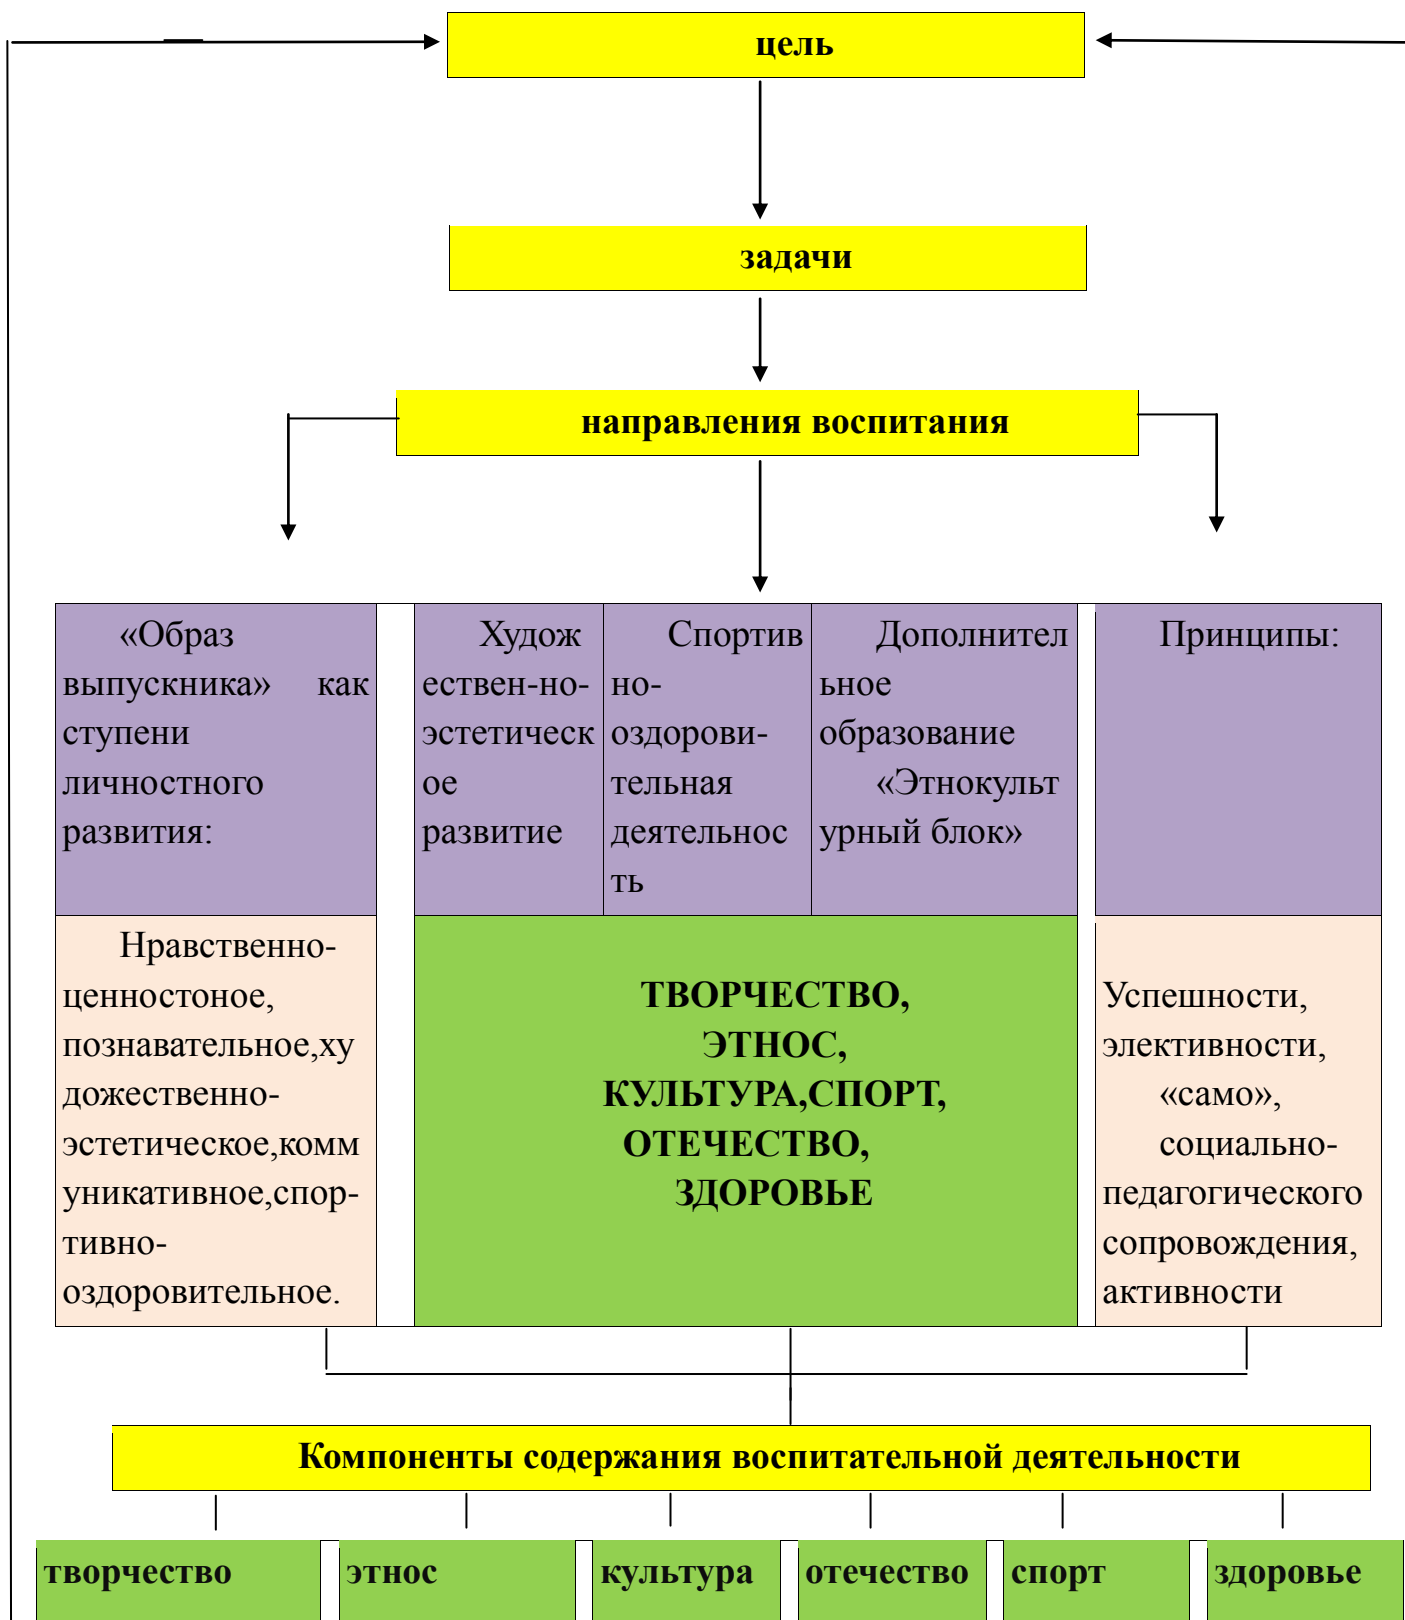 цель
задачи
направления воспитания
«Образ
выпускника» как
ступени
личностного
развития:
Худож
ествен-но-
эстетическ
ое
развитие
Спортив
но-
оздорови-
тельная
деятельнос
ть
Дополнител
ьное
образование
«Этнокульт
урный блок»
Принципы:
Нравственно-
ценностоное,
познавательное,ху
дожественно-
эстетическое,комм
уникативное,спор-
тивно-
оздоровительное.
ТВОРЧЕСТВО,
ЭТНОС,
КУЛЬТУРА,СПОРТ,
ОТЕЧЕСТВО,
ЗДОРОВЬЕ
Успешности,
элективности,
«само»,
социально-
педагогического
сопровождения,
активности
Компоненты содержания воспитательной деятельности
творчество
этнос
культура
отечество
спорт
здоровье